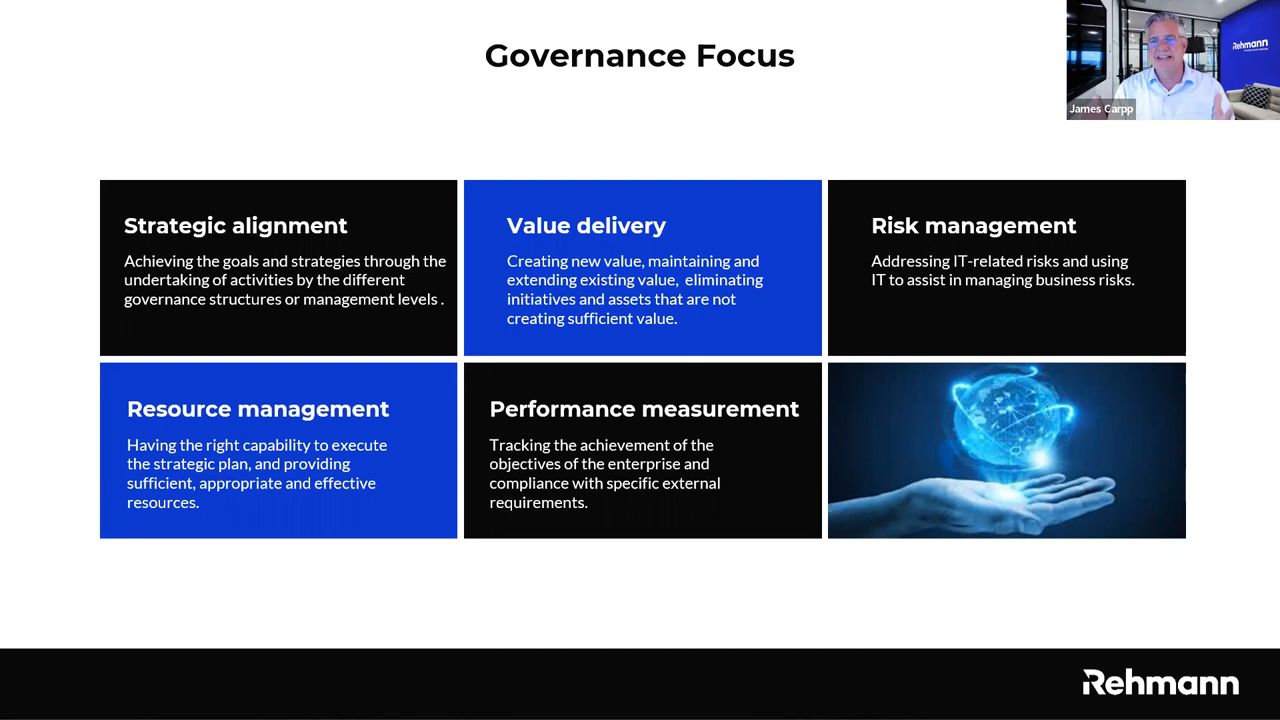 Governance Focus
Rehmann
James Carpp
Strategic alignment
Achieving the goals and strategies through the
undertaking of activities by the different
governance structures or management levels .
Value delivery
Creating new value, maintaining and
extending existing value,  eliminating
initiatives and assets that are not
creating sufficient value.
Risk management
Addressing IT-related risks and using
IT to assist in managing business risks.
Resource management
Having the right capability to execute
the strategic plan, and providing
sufficient, appropriate and effective
resources.
Performance measurement
Tracking the achievement of the
objectives of the enterprise and
compliance with specific external
requirements.
Rehmann